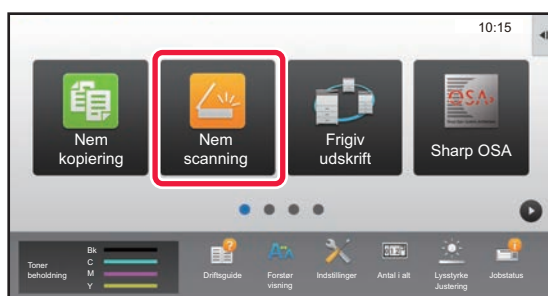 10:15
Nem
kopiering
Nem
scanning
Frigiv
udskrift
OSA
Sharp OSA
Toner
beholdning
Bk
C
M
Y
Driftsguide
Forstør
visning
Indstillinger
Antal i alt
Lysstyrke
Justering
Jobstatus